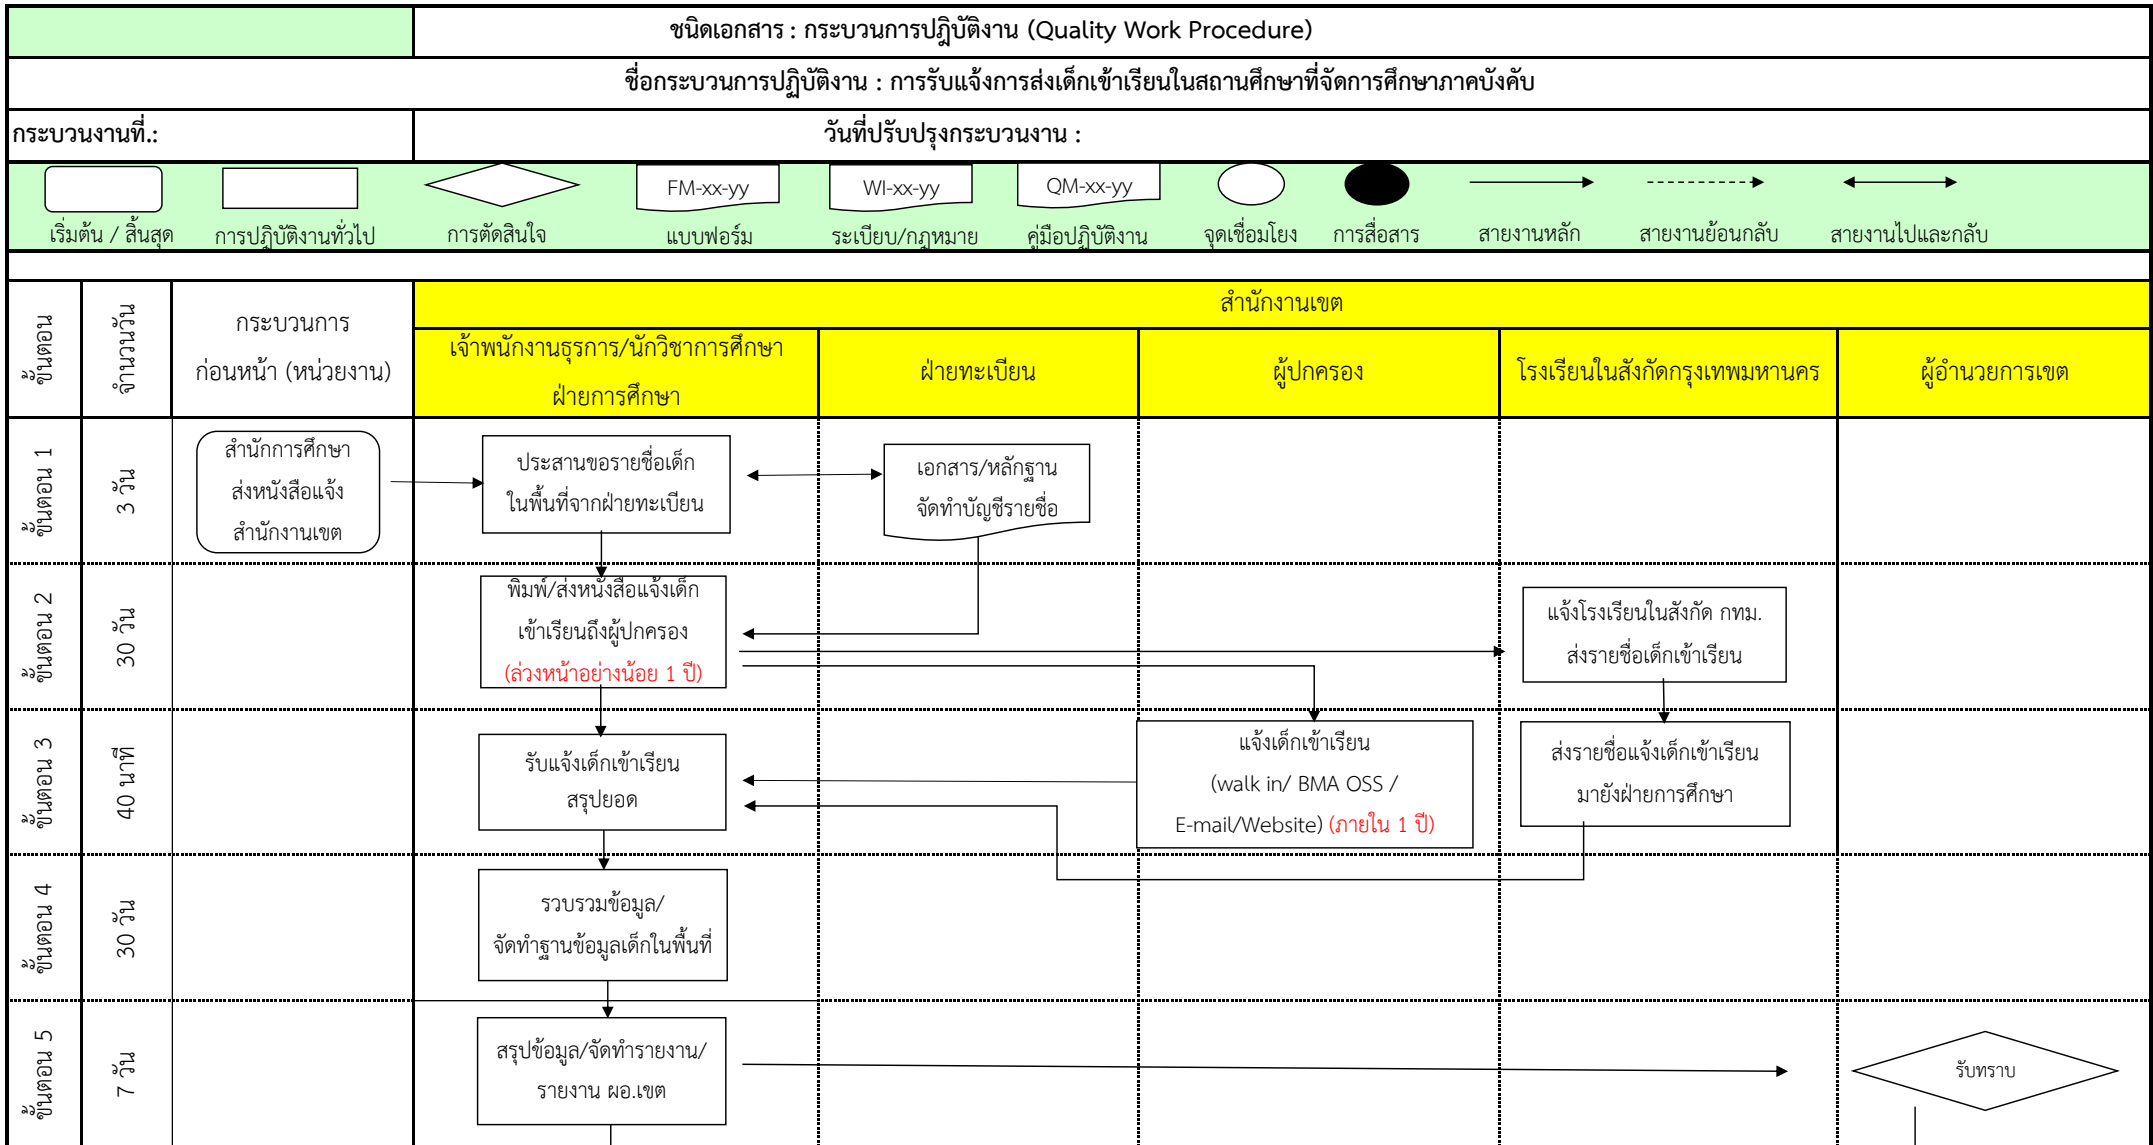 ชนิดเอกสาร : กระบวนการปฎิบัติงาน (Quality Work Procedure)
ชื่อกระบวนการปฏิบัติงาน : การรับแจ้งการส่งเด็กเข้าเรียนในสถานศึกษาที่จัดการศึกษาภาคบังคับ
กระบวนงานที่.:
วันที่ปรับปรุงกระบวนงาน :
FM-xx-yy
WI-xx-yy
QM-xx-yy
เริ่มต้น / สิ้นสุด
การปฎิบัติงานทั่วไป
การตัดสินใจ
แบบฟอร์ม
ระเบียบ/กฎหมาย
คู่มือปฏิบัติงาน
จุดเชื่อมโยง
การสื่อสาร
สายงานหลัก
สายงานย้อนกลับ
สายงานไปและกลับ
ขั้นตอน
จำนวนวัน
กระบวนการ
ก่อนหน้า (หน่วยงาน)
สำนักงานเขต
เจ้าพนักงานธุรการ/นักวิชาการศึกษา
ฝ่ายการศึกษา
ฝ่ายทะเบียน
ผู้ปกครอง
โรงเรียนในสังกัดกรุงเทพมหานคร
ผู้อำนวยการเขต
ขั้นตอน 1
3 วัน
สำนักการศึกษา
ส่งหนังสือแจ้ง
สำนักงานเขต
ประสานขอรายชื่อเด็ก
ในพื้นที่จากฝ่ายทะเบียน
เอกสาร/หลักฐาน
จัดทำบัญชีรายชื่อ
ขั้นตอน 2
30 วัน
พิมพ์/ส่งหนังสือแจ้งเด็ก
เข้าเรียนถึงผู้ปกครอง
(ล่วงหน้าอย่างน้อย 1 ปี)
แจ้งโรงเรียนในสังกัด กทม.
ส่งรายชื่อเด็กเข้าเรียน
ขั้นตอน 3
40 นาที
รับแจ้งเด็กเข้าเรียน
สรุปยอด
แจ้งเด็กเข้าเรียน
(walk in/ BMA OSS /
E-mail/Website) (ภายใน 1 ปี)
ส่งรายชื่อแจ้งเด็กเข้าเรียน
มายังฝ่ายการศึกษา
ขั้นตอน 4
30 วัน
รวบรวมข้อมูล/
จัดทำฐานข้อมูลเด็กในพื้นที่
ขั้นตอน 5
7 วัน
สรุปข้อมูล/จัดทำรายงาน/
รายงาน ผอ.เขต
รับทราบ